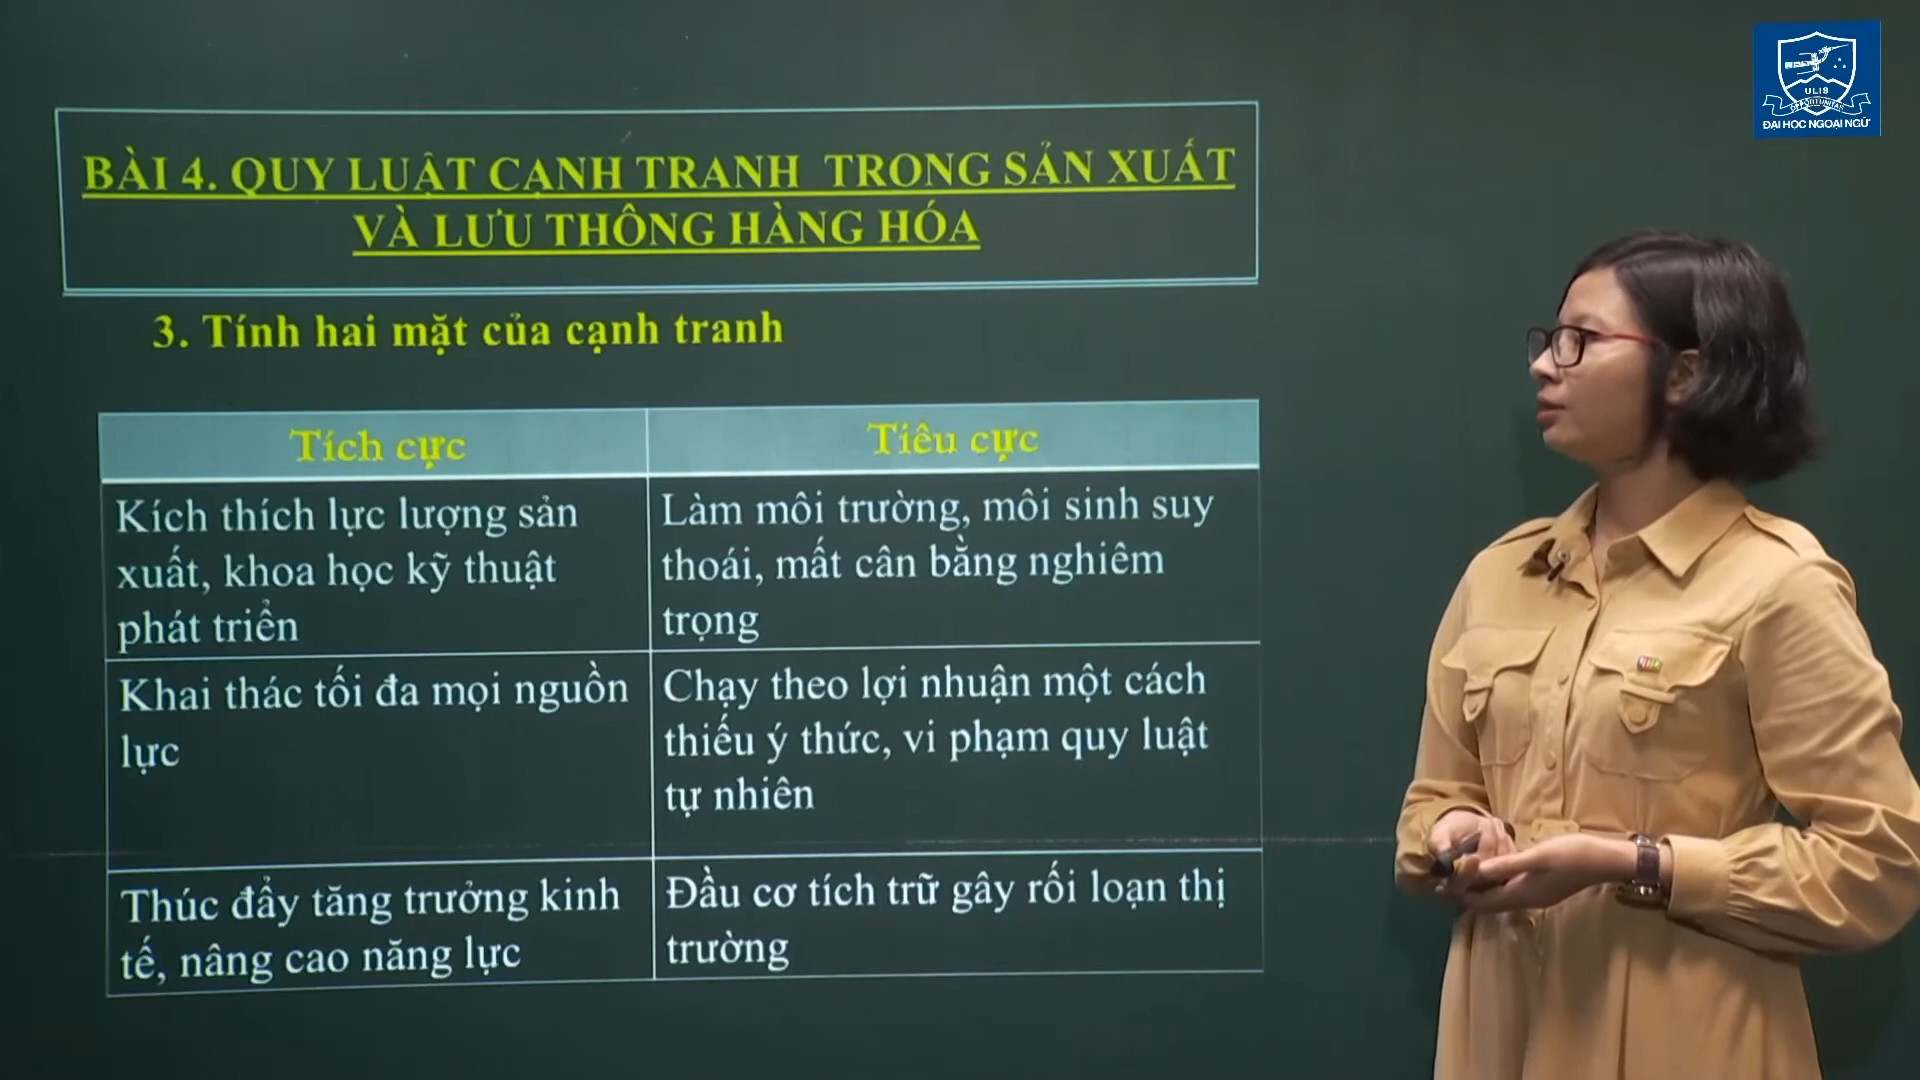 ULIS
ĐẠI HỌC NGOẠI NGỮ
BÀI 4. QUY LUẬT CẠNH TRANH TRONG SẢN XUẤT
VÀ LƯU THÔNG HÀNG HÓA
3. Tính hai mặt của cạnh tranh
Tích cực
Tiêu cực
Kích thích lực lượng sản
xuất, khoa học kỹ thuật
phát triển
Làm môi trường, môi sinh suy
thoái, mất cân bằng nghiêm
trọng
Khai thác tối đa mọi nguồn
lực
Chạy theo lợi nhuận một cách
thiếu ý thức, vi phạm quy luật
tự nhiên
Thúc đẩy tăng trưởng kinh
tế, nâng cao năng lực
Đầu cơ tích trữ gây rối loạn thị
trường